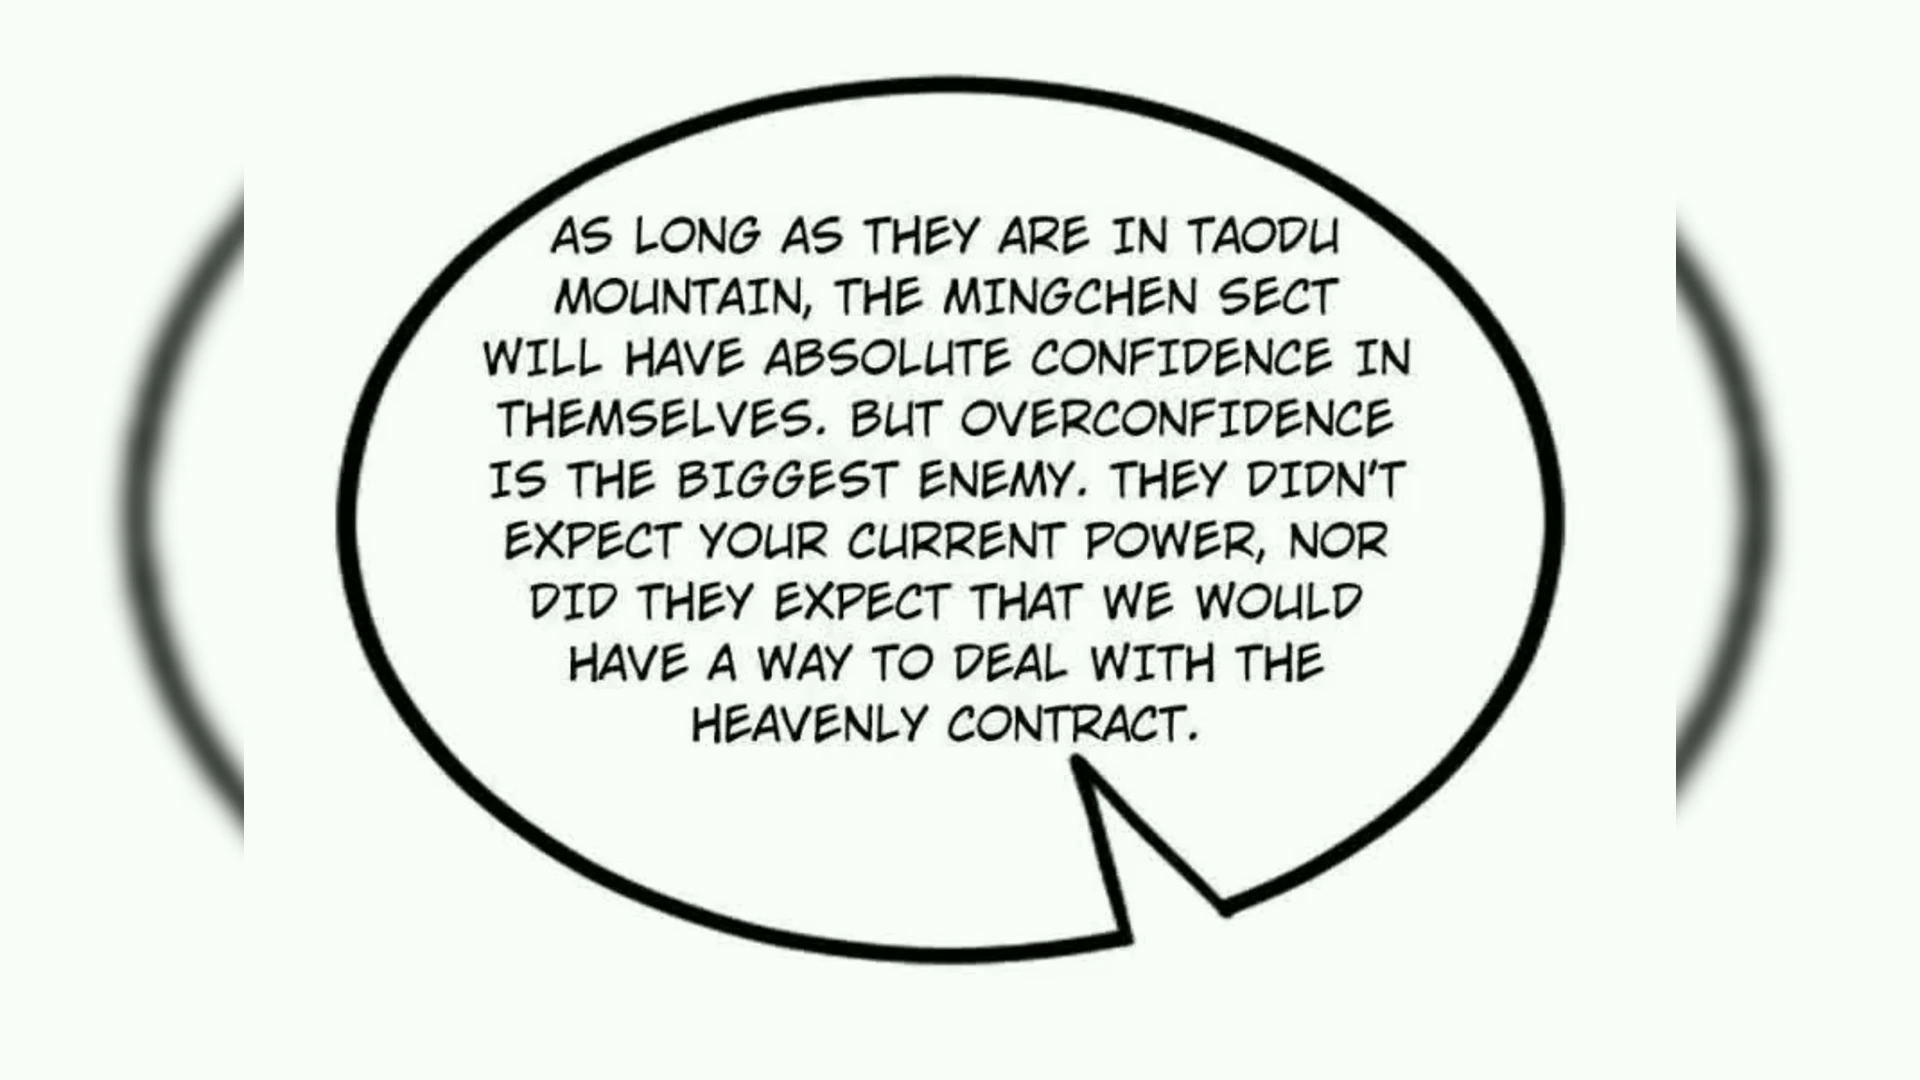 AS LONG AS THEY ARE IN TAODU
MOUNTAIN, THE MINGCHEN SECT
WILL HAVE ABSOLUTE CONFIDENCE IN
THEMSELVES. BUT OVERCONFIDENCE
IS THE BIGGEST ENEMY. THEY DIDN'T
EXPECT YOUR CURRENT POWER, NOR
DID THEY EXPECT THAT WE WOULD
HAVE A WAY TO DEAL WITH THE
HEAVENLY CONTRACT.